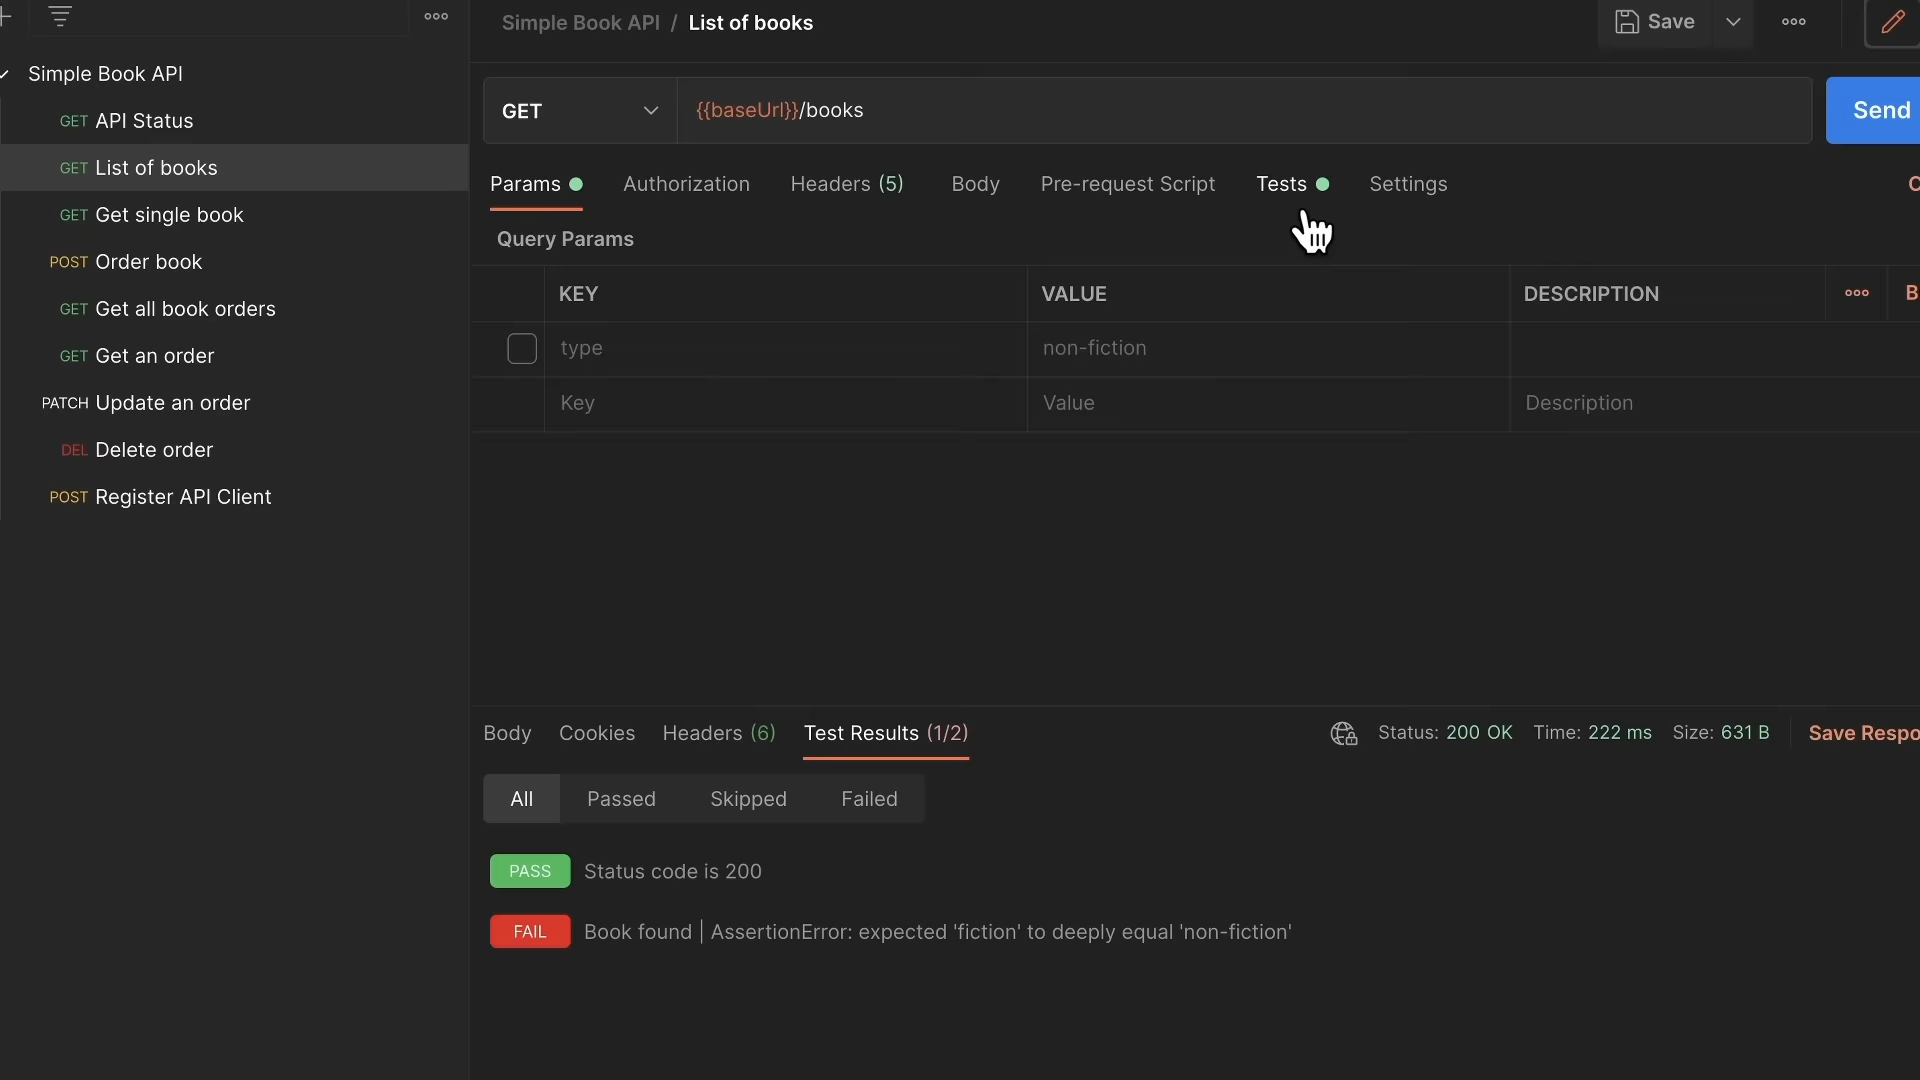 Simple Book API / List of books
Save
Simple Book API
GET API Status
GET List of books
GET Get single book
POST Order book
GET Get all book orders
GET Get an order
PATCH Update an order
DEL Delete order
POST Register API Client
GET {{baseUrl}}/books
Send
Params Authorization Headers (5) Body Pre-request Script Tests Settings
Query Params
KEY VALUE DESCRIPTION
type non-fiction
Key Value Description
Body Cookies Headers (6) Test Results (1/2)
Status: 200 OK Time: 222 ms Size: 631 B Save Respo
All Passed Skipped Failed
PASS Status code is 200
FAIL Book found | AssertionError: expected 'fiction' to deeply equal 'non-fiction'